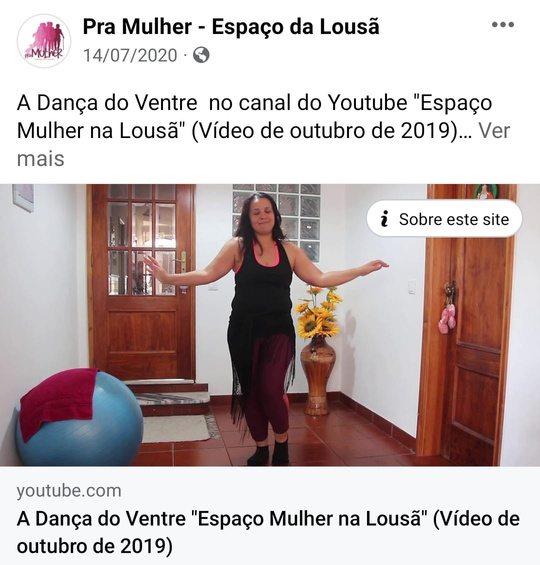 Pra Mulher - Espaço da Lousã
14/07/2020 ·
A Dança do Ventre no canal do Youtube "Espaço
Mulher na Lousã" (Vídeo de outubro de 2019)... Ver
mais
Sobre este site
youtube.com
A Dança do Ventre "Espaço Mulher na Lousã" (Vídeo de
outubro de 2019)